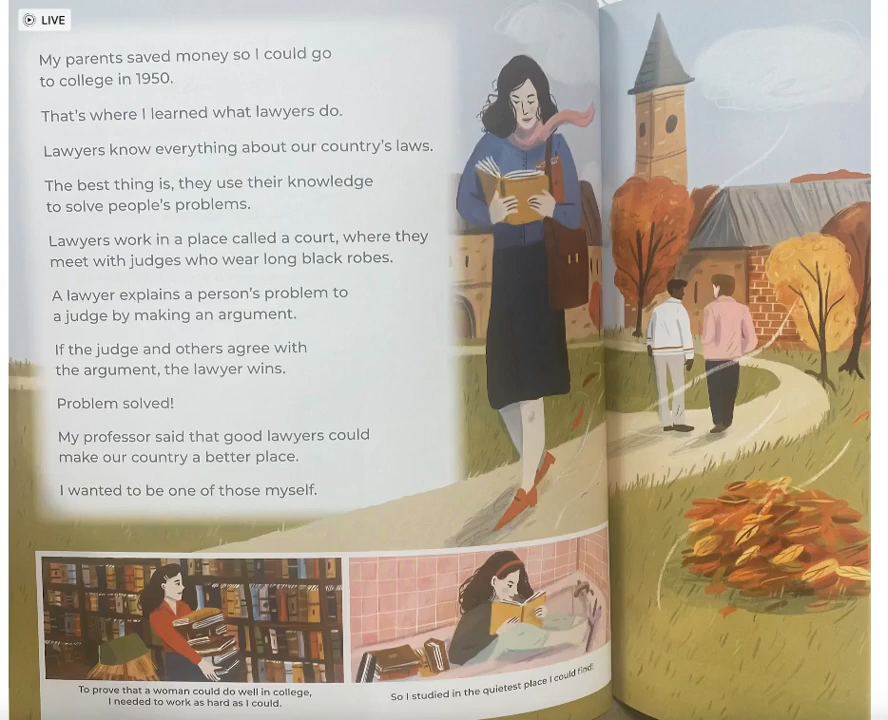 LIVE
My parents saved money so I could go
to college in 1950.
That's where I learned what lawyers do.
Lawyers know everything about our country's laws.
The best thing is, they use their knowledge
to solve people's problems.
Lawyers work in a place called a court, where they
meet with judges who wear long black robes.
A lawyer explains a person's problem to
a judge by making an argument.
If the judge and others agree with
the argument, the lawyer wins.
Problem solved!
My professor said that good lawyers could
make our country a better place.
I wanted to be one of those myself.
To prove that a woman could do well in college,
I needed to work as hard as I could.
So I studied in the quietest place I could find!